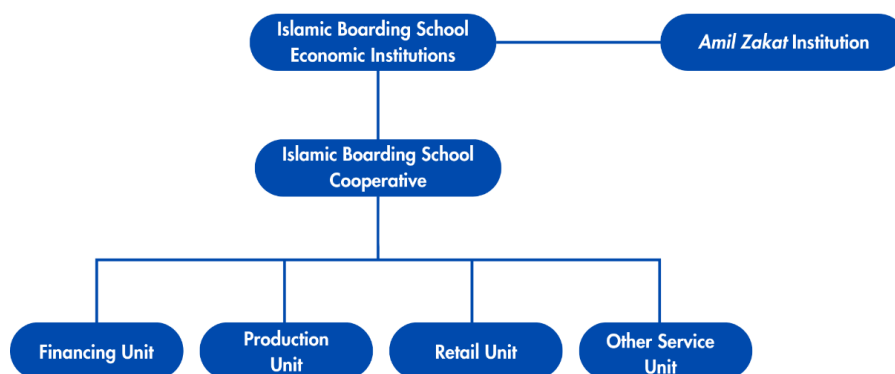 Islamic Boarding School
Economic Institutions
Amil Zakat Institution
Islamic Boarding School
Cooperative
Financing Unit
Production
Unit
Retail Unit
Other Service
Unit